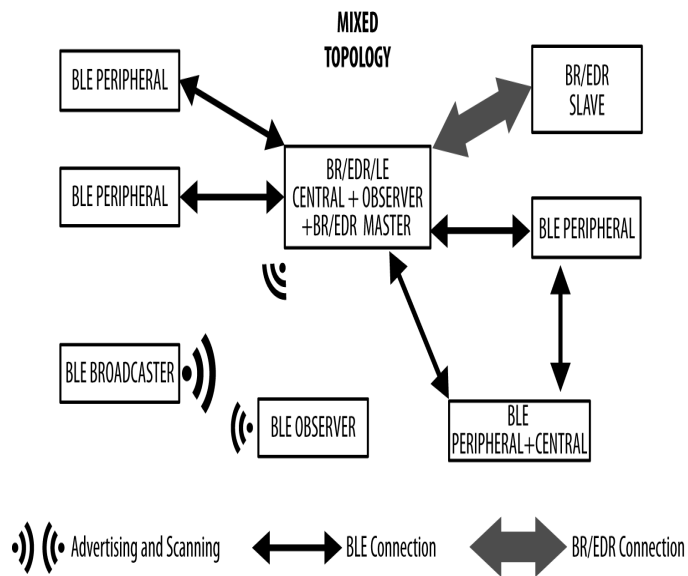 MIXED
TOPOLOGY
BLE PERIPHERAL
BR/EDR
SLAVE
BR/EDR/LE
CENTRAL + OBSERVER
+BR/EDR MASTER
BLE PERIPHERAL
BLE PERIPHERAL
BLE BROADCASTER
BLE OBSERVER
BLE
PERIPHERAL+CENTRAL
Advertising and Scanning
BLE Connection
BR/EDR Connection